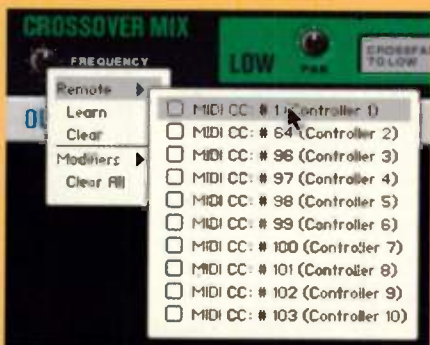 CROSSOVER MIX
FREQUENCY
LOW
PAN
CROSSFA
TO LOW
Remote
Learn
Clear
Modifiers
Clear All
MIDI CC: # 1 (Controller 1)
MIDI CC: # 64 (Controller 2)
MIDI CC: # 96 (Controller 3)
MIDI CC: # 97 (Controller 4)
MIDI CC: # 98 (Controller 5)
MIDI CC: # 99 (Controller 6)
MIDI CC: # 100 (Controller 7)
MIDI CC: # 101 (Controller 8)
MIDI CC: # 102 (Controller 9)
MIDI CC: # 103 (Controller 10)